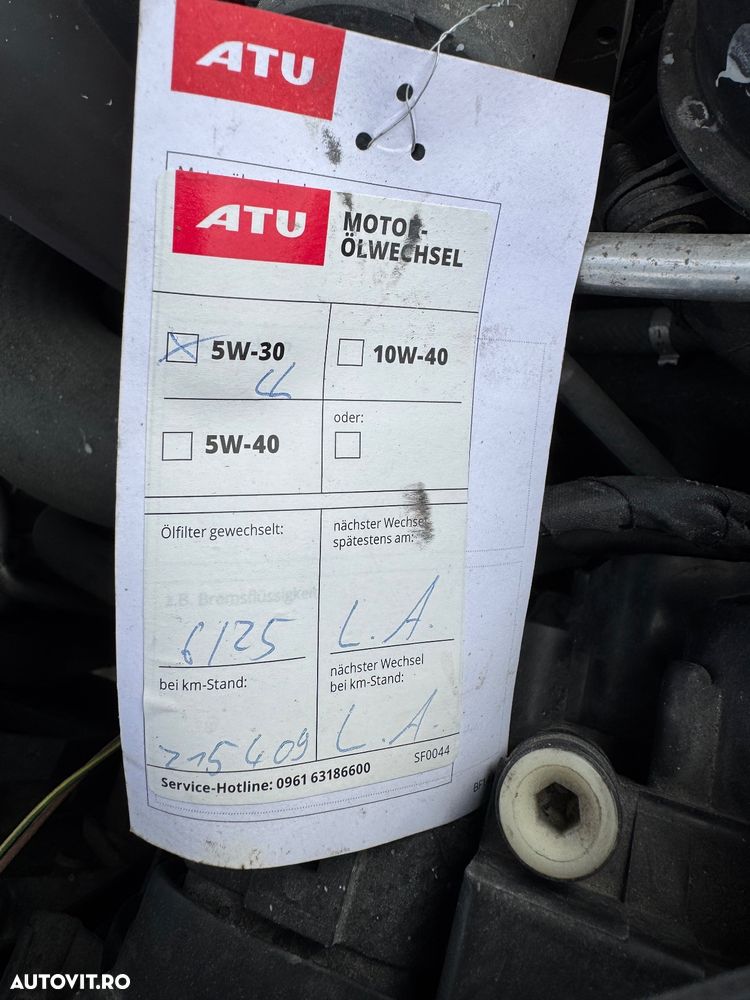 ATU
ATU
MOTOR-
ÖLWECHSEL
5W-30
10W-40
5W-40
oder:
Ölfilter gewechselt:
nächster Wechsel
spätestens am:
z.B. Bremsflüssigkeit
6/25
L.A.
bei km-Stand:
nächster Wechsel
bei km-Stand:
215409
L.A.
Service-Hotline: 0961 63186600
SF0044
AUTOVIT.RO